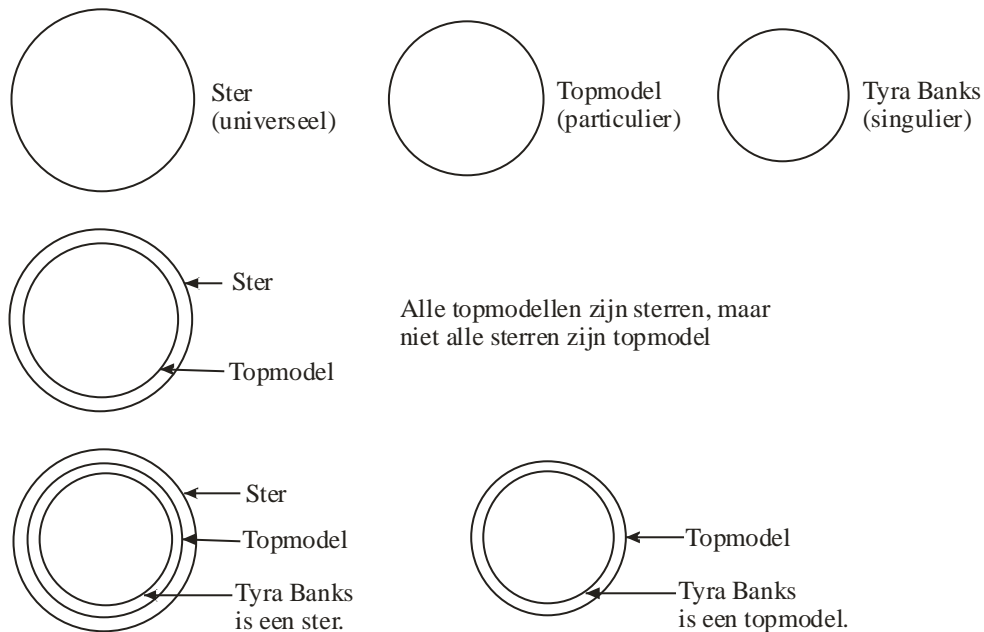 Ster
(universeel)
Topmodel
(particulier)
Tyra Banks
(singulier)
Ster
Topmodel
Alle topmodellen zijn sterren, maar
niet alle sterren zijn topmodel
Ster
Topmodel
Tyra Banks
is een ster.
Topmodel
Tyra Banks
is een topmodel.